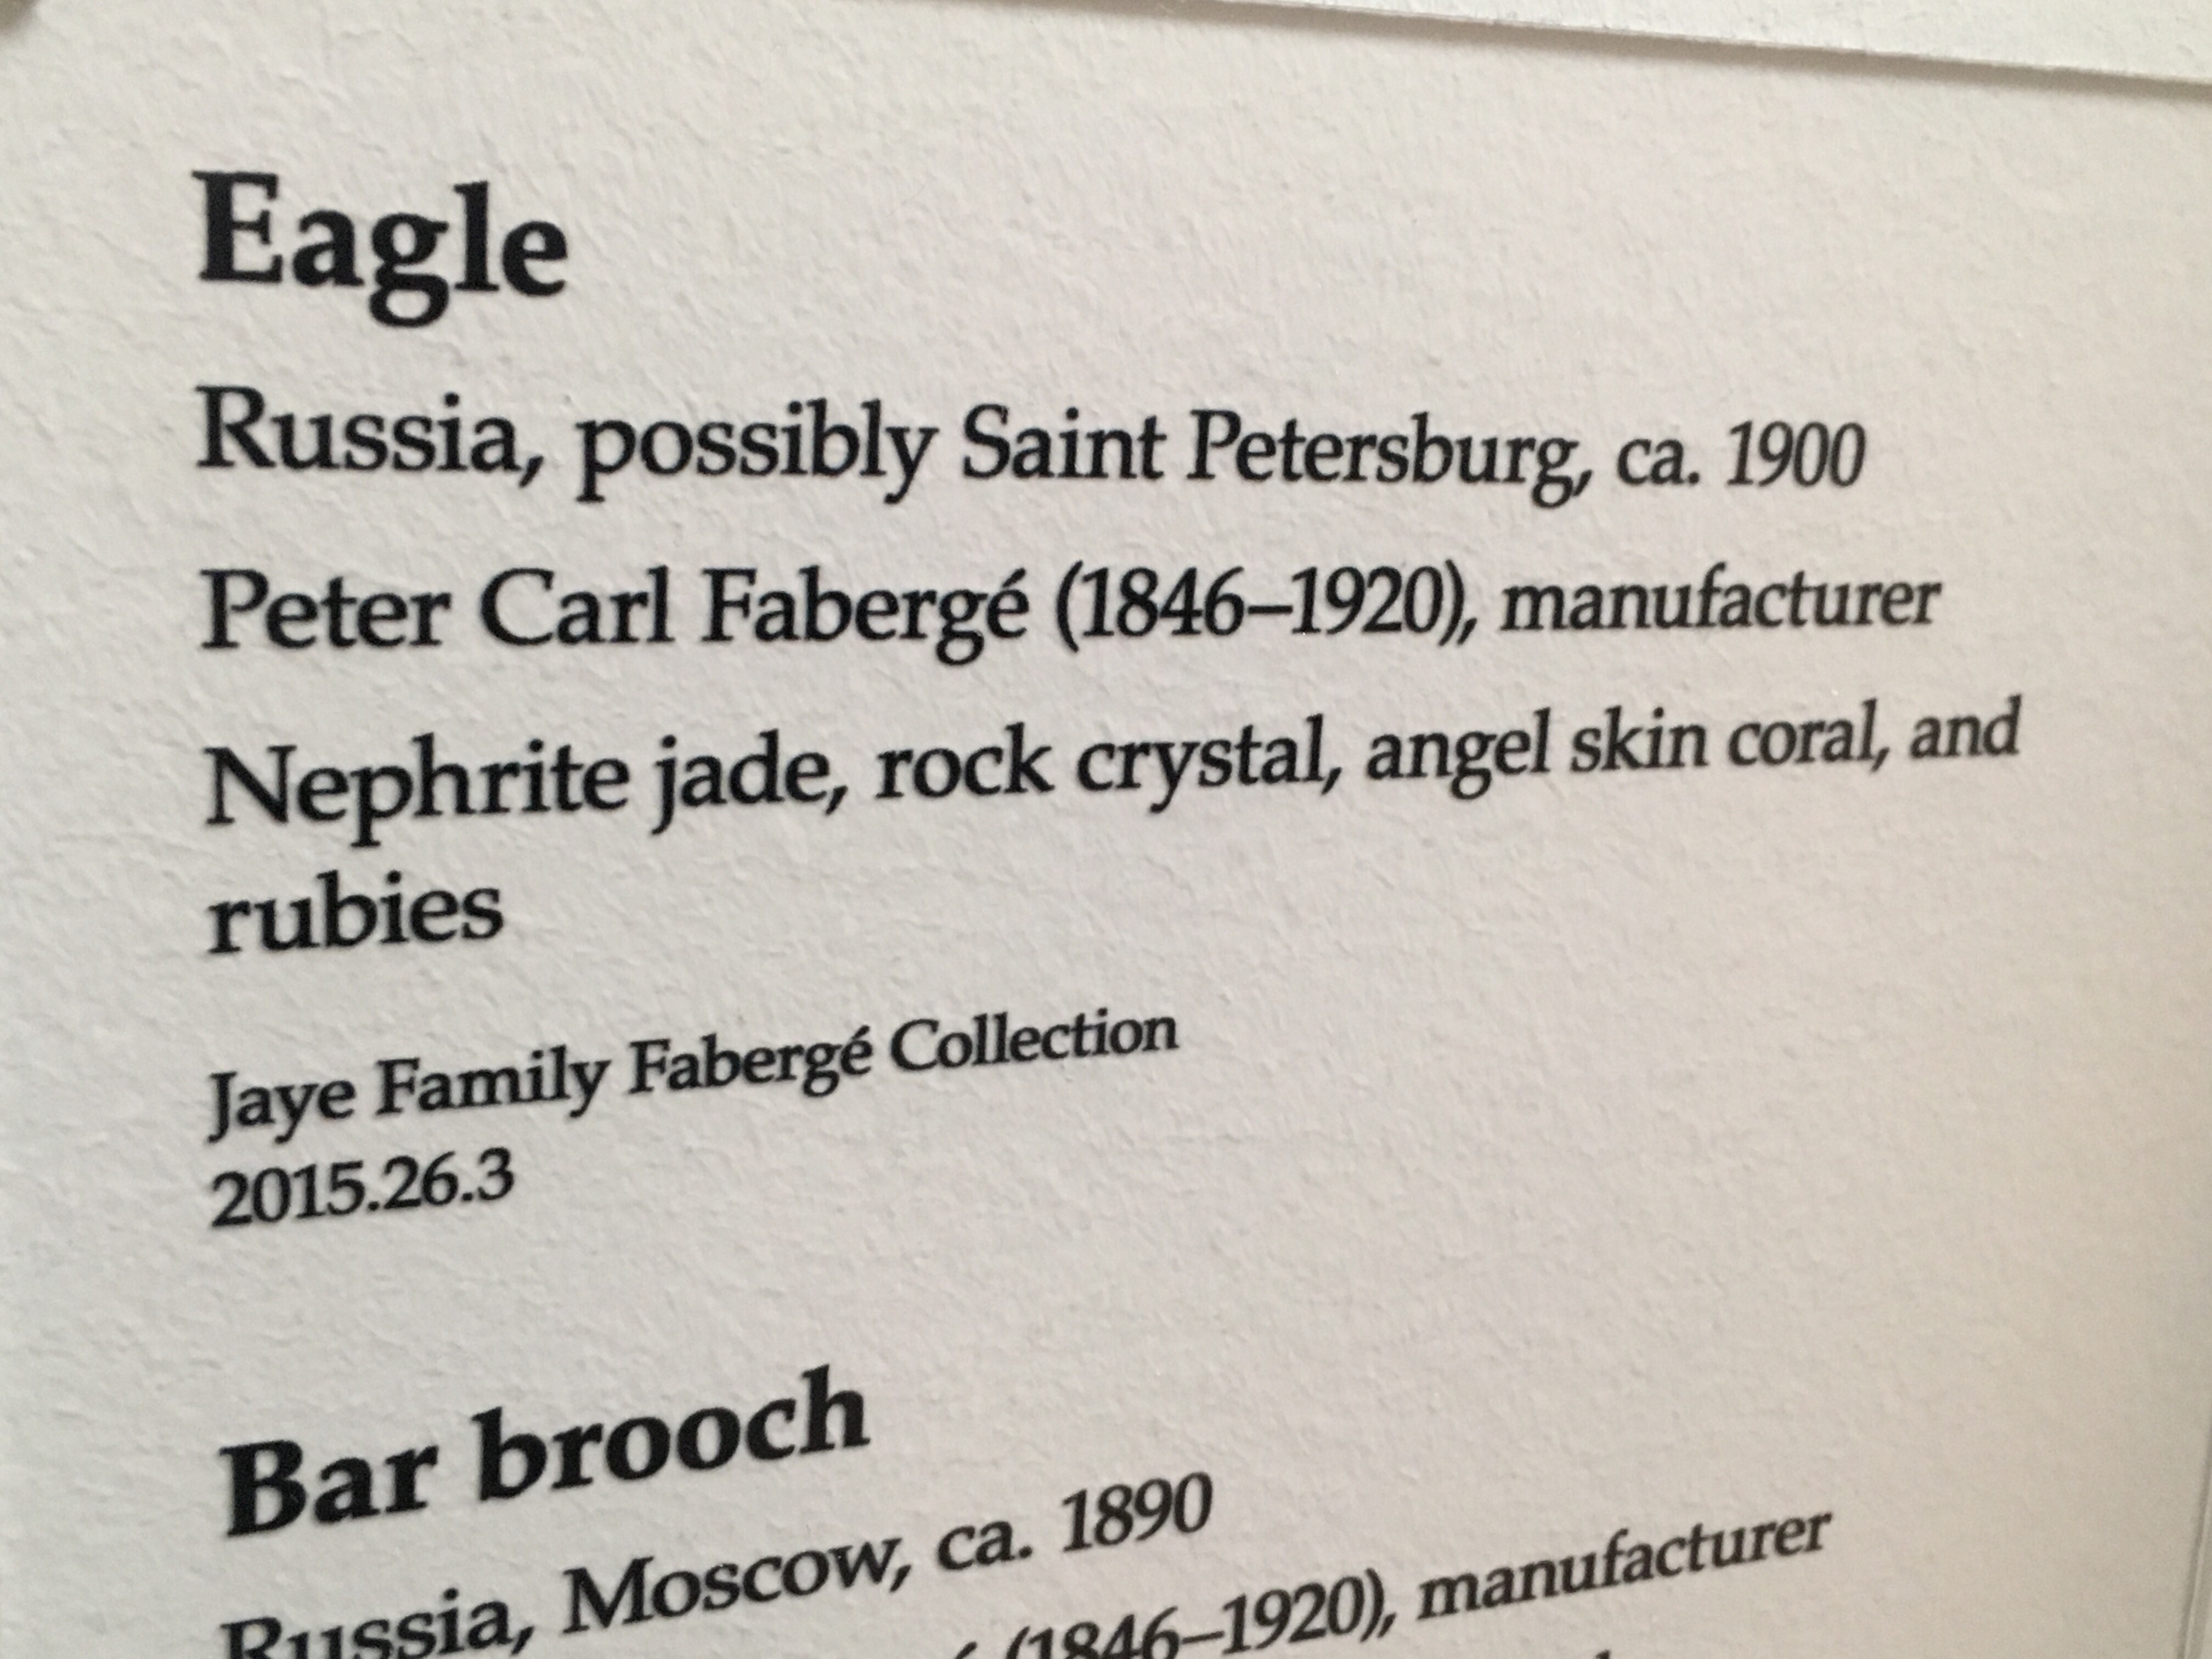 Eagle
Russia, possibly Saint Petersburg, ca. 1900
Peter Carl Fabergé (1846–1920), manufacturer
Nephrite jade, rock crystal, angel skin coral, and
rubies
Jaye Family Fabergé Collection
2015.26.3
Bar brooch
Russia, Moscow, ca. 1890
(1846–1920), manufacturer